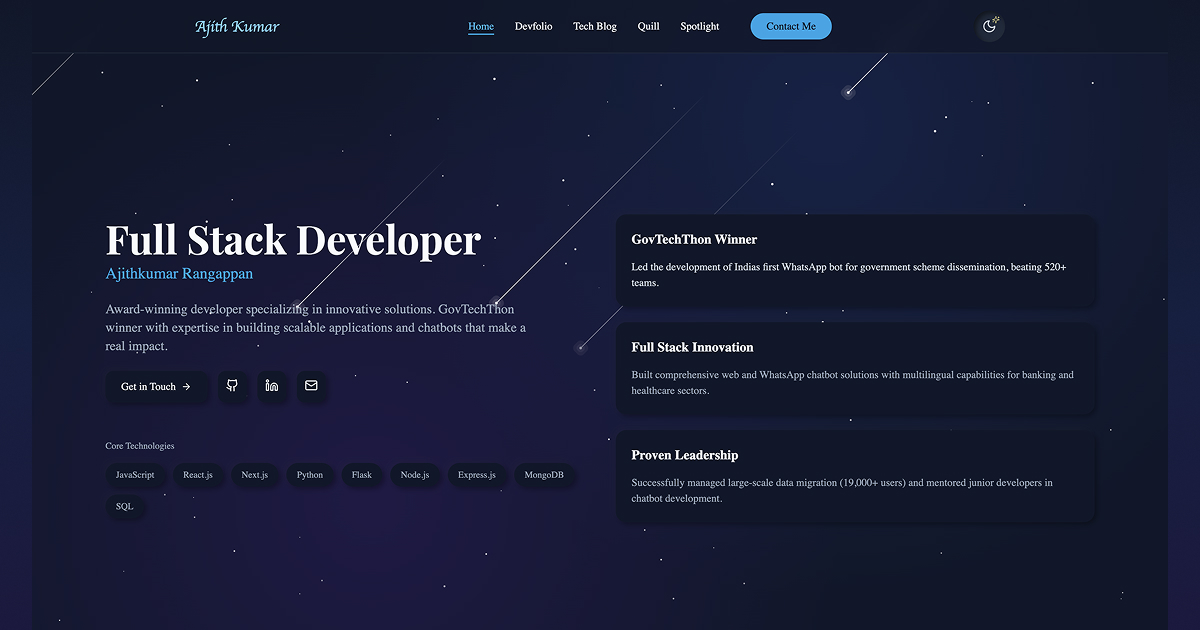 Ajith Kumar
Home Devfolio Tech Blog Quill Spotlight Contact Me
Full Stack Developer
Ajithkumar Rangappan
Award-winning developer specializing in innovative solutions. GovTechThon
winner with expertise in building scalable applications and chatbots that make a
real impact.
Get in Touch →
Core Technologies
JavaScript React.js Next.js Python Flask Node.js Express.js MongoDB
SQL
GovTechThon Winner
Led the development of Indias first WhatsApp bot for government scheme dissemination, beating 520+
teams.
Full Stack Innovation
Built comprehensive web and WhatsApp chatbot solutions with multilingual capabilities for banking and
healthcare sectors.
Proven Leadership
Successfully managed large-scale data migration (19,000+ users) and mentored junior developers in
chatbot development.